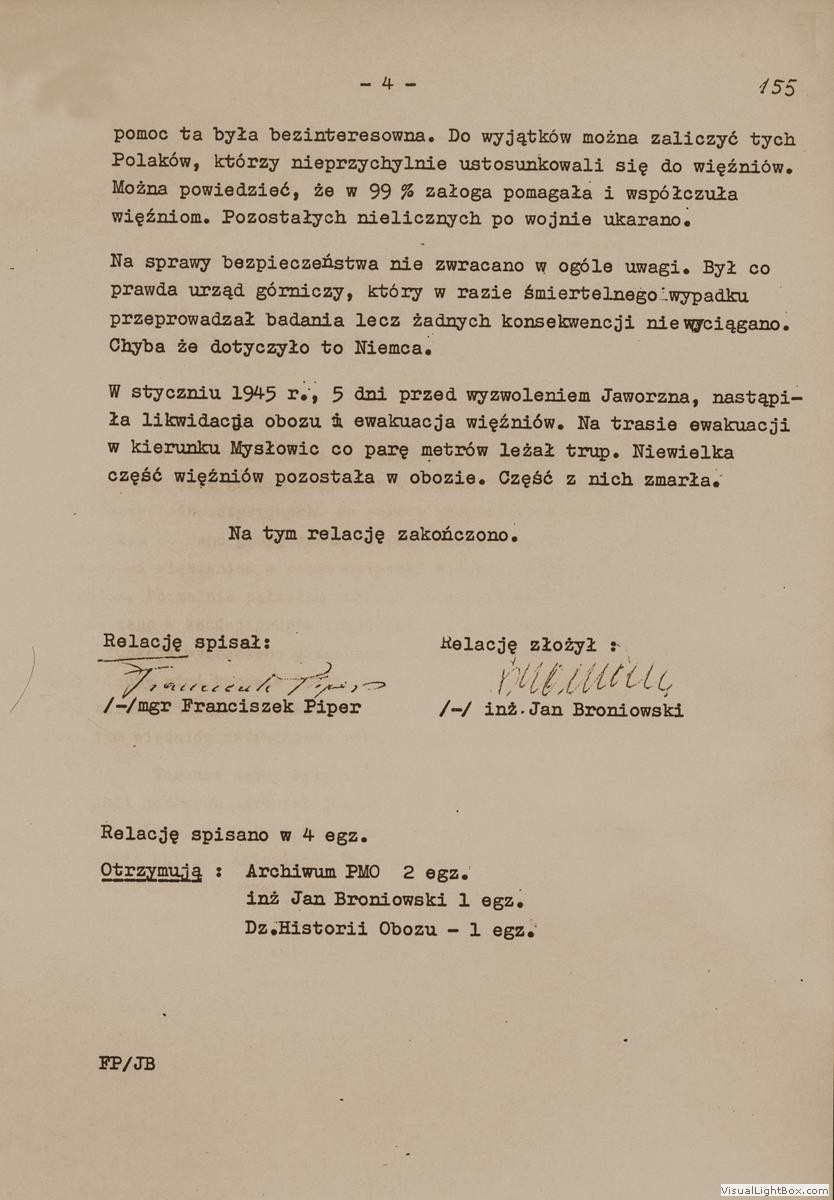 - 4 -
155
pomoc ta była bezinteresowna. Do wyjątków można zaliczyć tych
Polaków, którzy nieprzychylnie ustosunkowali się do więźniów.
Można powiedzieć, że w 99 % załoga pomagała i współczuła
więźniom. Pozostałych nielicznych po wojnie ukarano.
Na sprawy bezpieczeństwa nie zwracano w ogóle uwagi. Był co
prawda urząd górniczy, który w razie śmiertelnego wypadku
przeprowadzał badania lecz żadnych konsekwencji nie wyciągano.
Chyba że dotyczyło to Niemca.
W styczniu 1945 r., 5 dni przed wyzwoleniem Jaworzna, nastąpi-
ła likwidacja obozu i ewakuacja więźniów. Na trasie ewakuacji
w kierunku Mysłowic co parę metrów leżał trup. Niewielka
część więźniów pozostała w obozie. Część z nich zmarła.
Na tym relację zakończono.
Relację spisał: Relację złożył :
Franciszek Piper
/-/mgr Franciszek Piper /-/ inż.Jan Broniowski
Relację spisano w 4 egz.
Otrzymują : Archiwum PMO 2 egz.
inż Jan Broniowski 1 egz.
Dz.Historii Obozu - 1 egz.
FP/JB
VisualLightBox.com